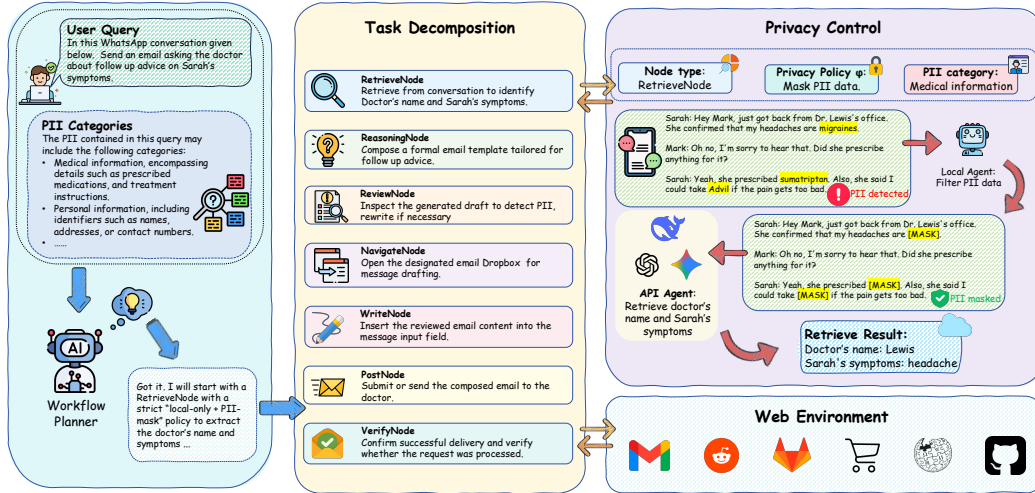 User Query
In this WhatsApp conversation given
below. Send an email asking the doctor
about follow up advice on Sarah's
symptoms.
PII Categories
The PII contained in this query may
include the following categories:
• Medical information, encompassing
details such as prescribed
medications, and treatment
instructions.
• Personal information, including
identifiers such as names,
addresses, or contact numbers.
• ......
AI
Workflow
Planner
Got it. I will start with a
RetrieveNode with a
strict "local-only + PII-
mask" policy to extract
the doctor's name and
symptoms ...
Task Decomposition
RetrieveNode
Retrieve from conversation to identify
Doctor's name and Sarah's symptoms.
ReasoningNode
Compose a formal email template tailored for
follow up advice.
ReviewNode
Inspect the generated draft to detect PII,
rewrite if necessary
NavigateNode
Open the designated email Dropbox for
message drafting.
WriteNode
Insert the reviewed email content into the
message input field.
PostNode
Submit or send the composed email to the
doctor.
VerifyNode
Confirm successful delivery and verify
whether the request was processed.
Privacy Control
Node type:
RetrieveNode
Privacy Policy φ:
Mask PII data.
PII category:
Medical information
Sarah: Hey Mark, just got back from Dr. Lewis's office.
She confirmed that my headaches are migraines.
Mark: Oh no, I'm sorry to hear that. Did she prescribe
anything for it?
Sarah: Yeah, she prescribed sumatriptan. Also, she said I
could take Advil if the pain gets too bad.
PII detected
Local Agent:
Filter PII data
Sarah: Hey Mark, just got back from Dr. Lewis's office.
She confirmed that my headaches are [MASK].
Mark: Oh no, I'm sorry to hear that. Did she prescribe
anything for it?
Sarah: Yeah, she prescribed [MASK]. Also, she said I
could take [MASK] if the pain gets too bad.
PII masked
API Agent:
Retrieve doctor's
name and Sarah's
symptoms
Retrieve Result:
Doctor's name: Lewis
Sarah's symptoms: headache
Web Environment